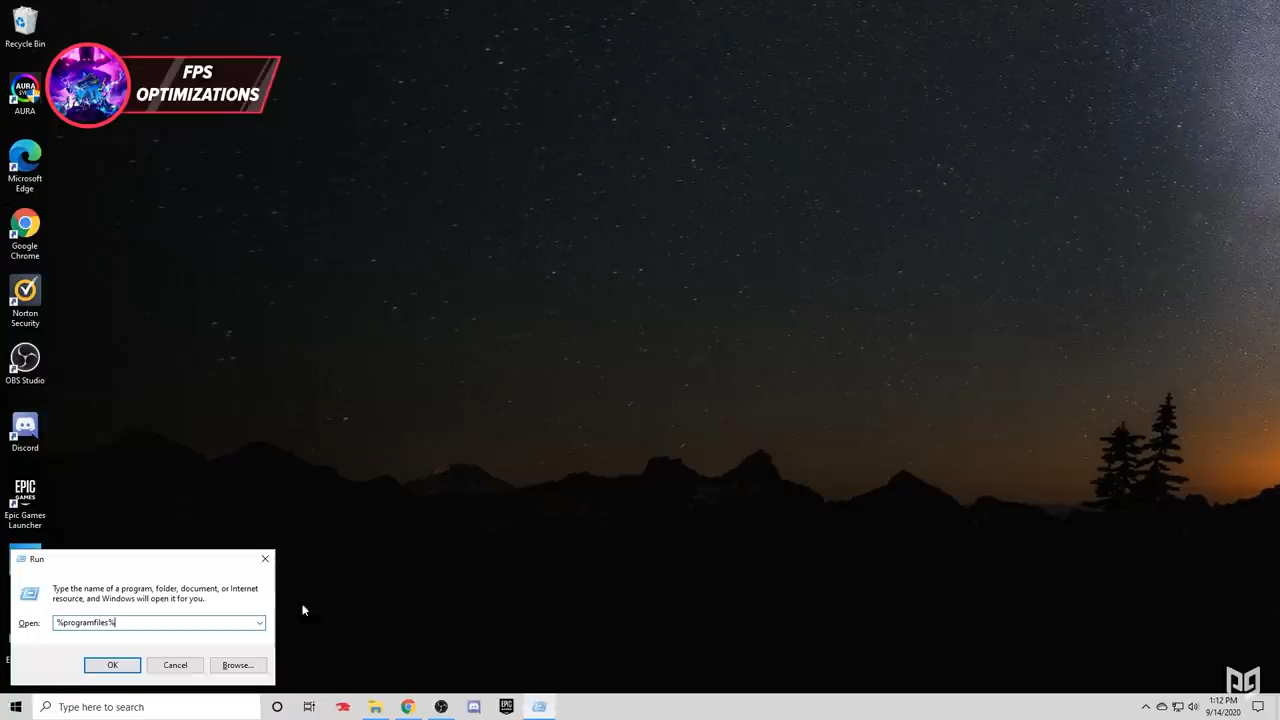 Recycle Bin
FPS
OPTIMIZATIONS
AURA
AURA
Microsoft
Edge
Google
Chrome
Norton
Security
OBS Studio
Discord
EPIC
GAMES
Epic Games
Launcher
Run
Type the name of a program, folder, document, or Internet
resource, and Windows will open it for you.
Open:
%programfiles%
OK
Cancel
Browse...
Type here to search
EPIC
1:12 PM
9/14/2020